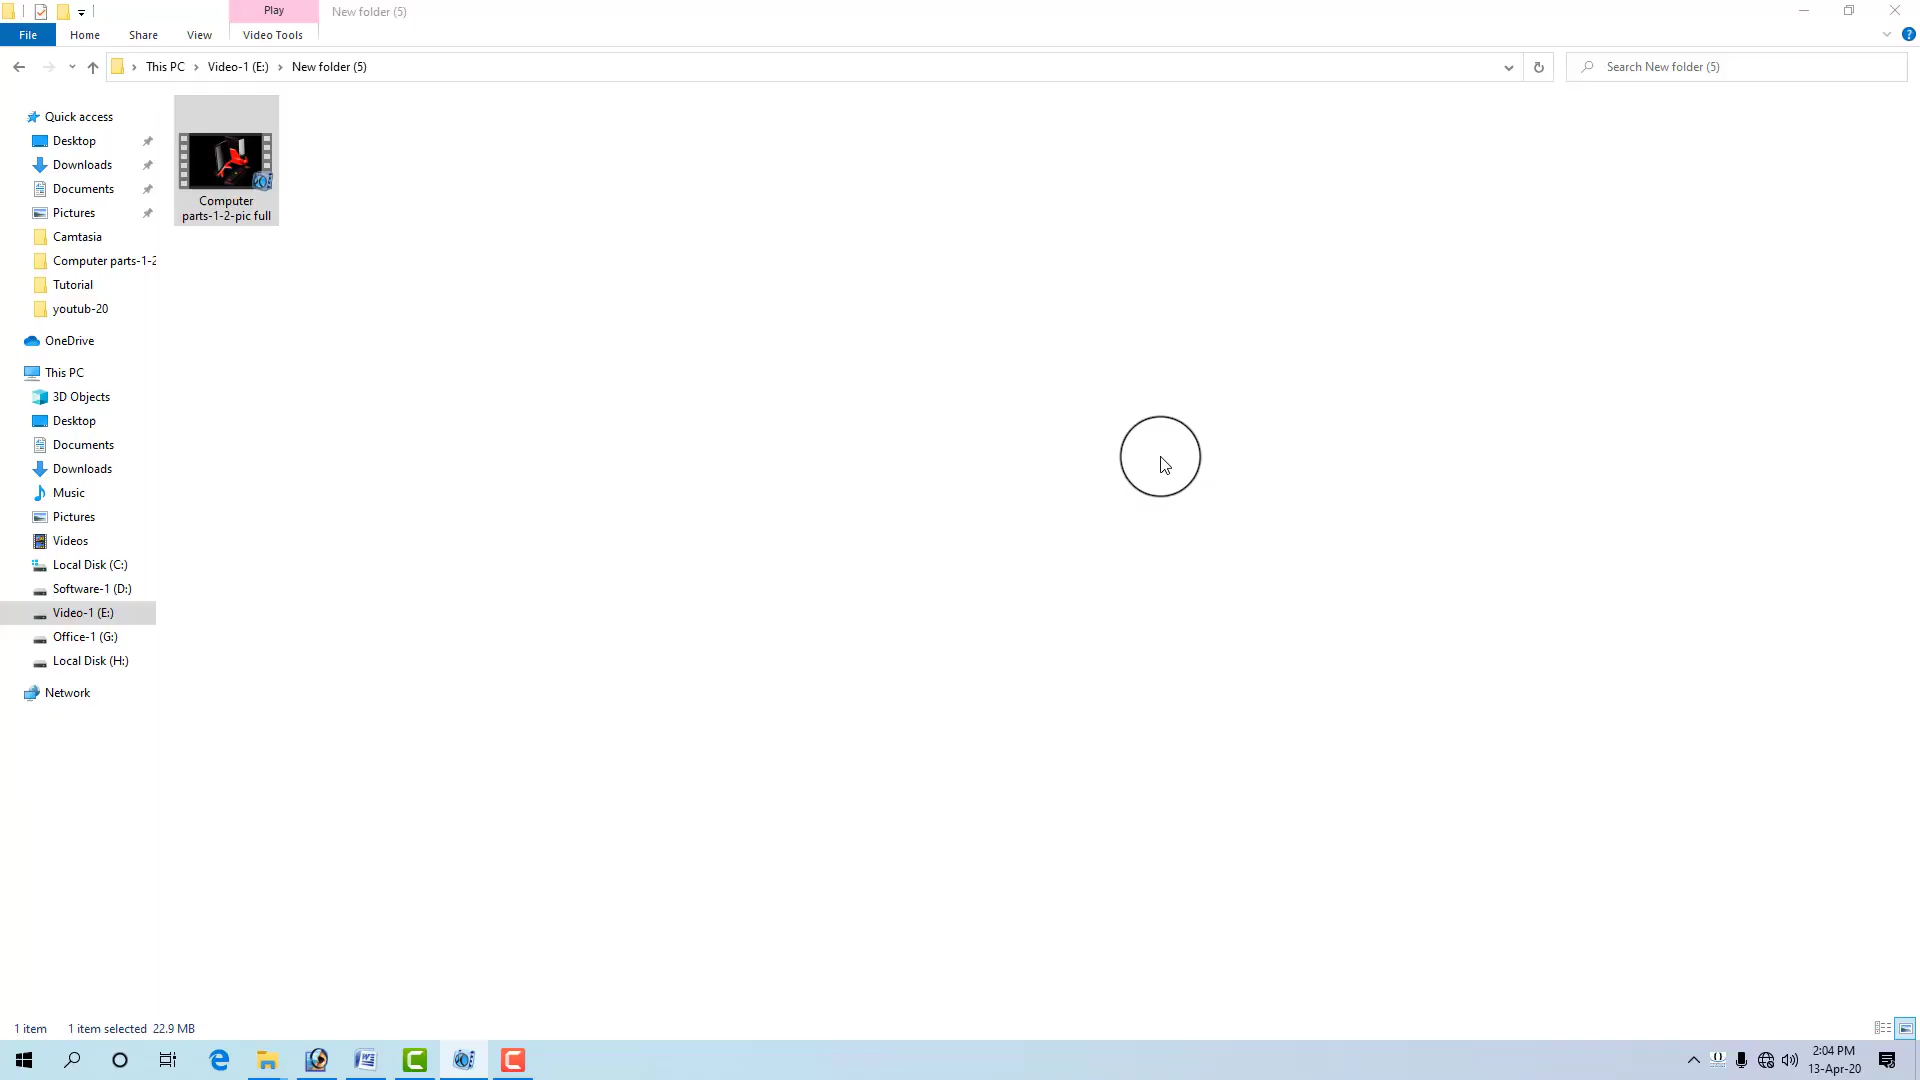 Play
New folder (5)
File
Home
Share
View
Video Tools
This PC
Video-1 (E:)
New folder (5)
Search New folder (5)
Quick access
Desktop
Downloads
Documents
Pictures
Camtasia
Computer parts-1-2
Tutorial
youtub-20
OneDrive
This PC
3D Objects
Desktop
Documents
Downloads
Music
Pictures
Videos
Local Disk (C:)
Software-1 (D:)
Video-1 (E:)
Office-1 (G:)
Local Disk (H:)
Network
Computer
parts-1-2-pic full
1 item
1 item selected 22.9 MB
2:04 PM
13-Apr-20